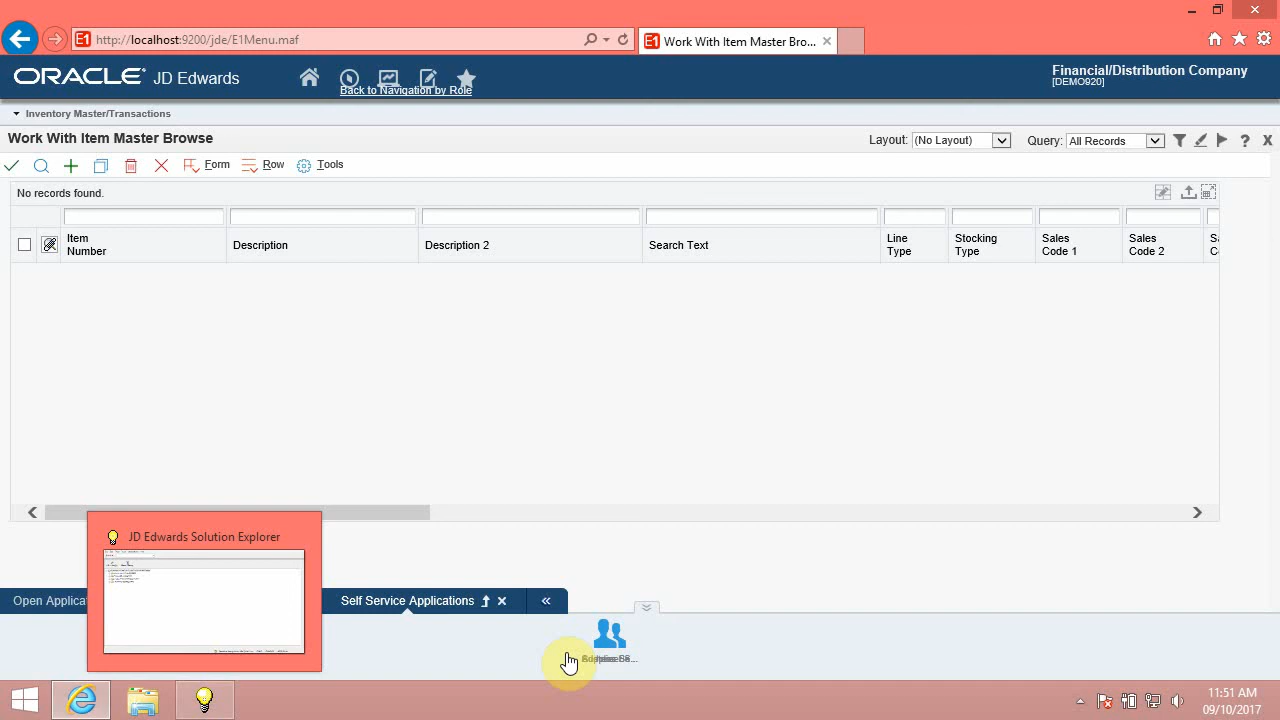 http://localhost:9200/jde/E1Menu.maf
E1 Work With Item Master Bro...
ORACLE JD Edwards
Back to Navigation by Role
Financial/Distribution Company
[DEMO920]
Inventory Master/Transactions
Work With Item Master Browse
Layout: (No Layout) Query: All Records
Form Row Tools
No records found.
Item Number
Description
Description 2
Search Text
Line Type
Stocking Type
Sales Code 1
Sales Code 2
JD Edwards Solution Explorer
Open Applicat
Self Service Applications
11:51 AM
09/10/2017